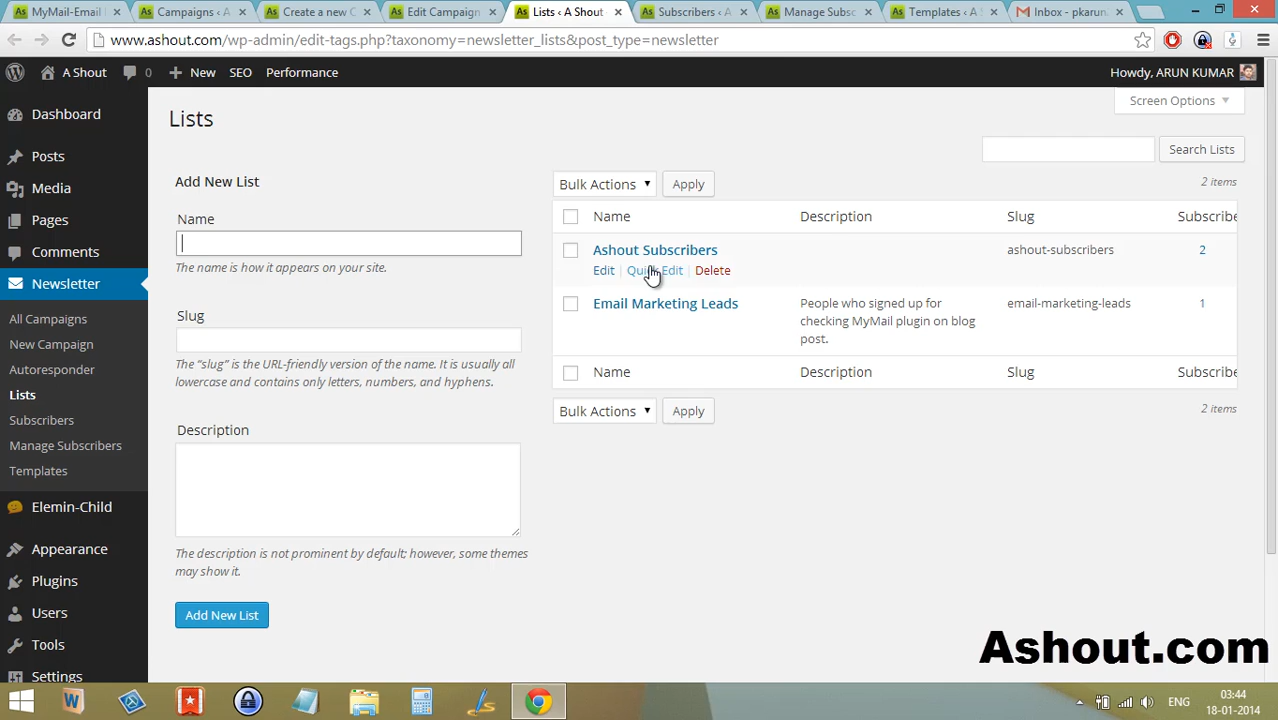 MyMail-Email
Campaigns ‹ A
Create a new C
Edit Campaign
Lists ‹ A Shout
Subscribers ‹ A
Manage Subsc
Templates ‹ A
Inbox - pkarun
www.ashout.com/wp-admin/edit-tags.php?taxonomy=newsletter_lists&post_type=newsletter
A Shout
0
New
SEO
Performance
Howdy, ARUN KUMAR
Screen Options
Dashboard
Posts
Media
Pages
Comments
Newsletter
All Campaigns
New Campaign
Autoresponder
Lists
Subscribers
Manage Subscribers
Templates
Elemin-Child
Appearance
Plugins
Users
Tools
Settings
Lists
Search Lists
Add New List
Name
The name is how it appears on your site.
Slug
The “slug” is the URL-friendly version of the name. It is usually all
lowercase and contains only letters, numbers, and hyphens.
Description
The description is not prominent by default; however, some themes
may show it.
Add New List
Bulk Actions
Apply
2 items
Name Description Slug Subscribe
Ashout Subscribers ashout-subscribers 2
Edit | Quick Edit | Delete
Email Marketing Leads People who signed up for email-marketing-leads 1
checking MyMail plugin on blog
post.
Name Description Slug Subscribe
Bulk Actions
Apply
2 items
Ashout.com
ENG
03:44
18-01-2014